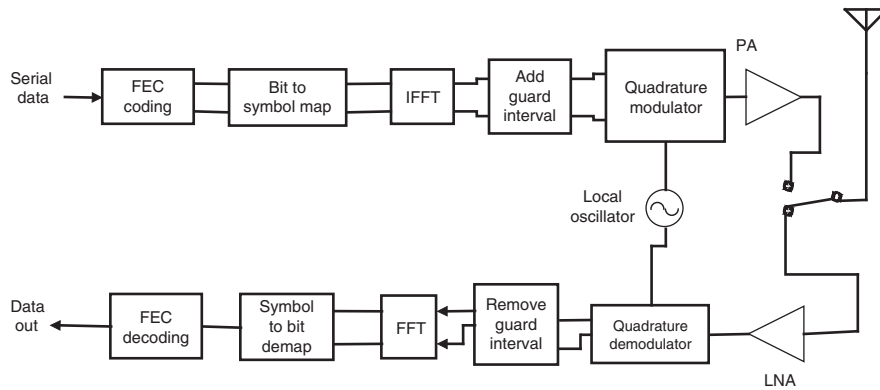 PA
Serial
data
FEC
coding
Bit to
symbol map
IFFT
Add
guard
interval
Quadrature
modulator
Local
oscillator
Data
out
FEC
decoding
Symbol
to bit
demap
FFT
Remove
guard
interval
Quadrature
demodulator
LNA